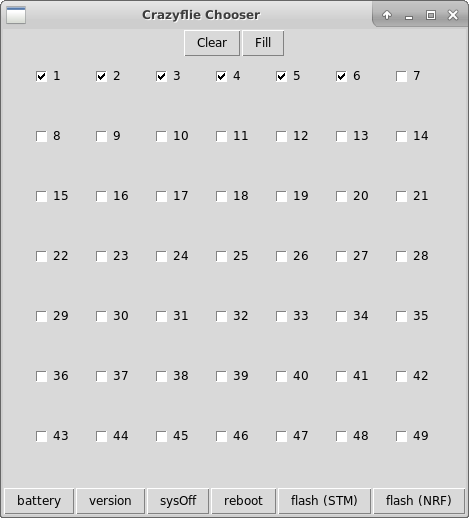 Crazyflie Chooser
Clear Fill
1 2 3 4 5 6 7
8 9 10 11 12 13 14
15 16 17 18 19 20 21
22 23 24 25 26 27 28
29 30 31 32 33 34 35
36 37 38 39 40 41 42
43 44 45 46 47 48 49
battery version sysOff reboot flash (STM) flash (NRF)